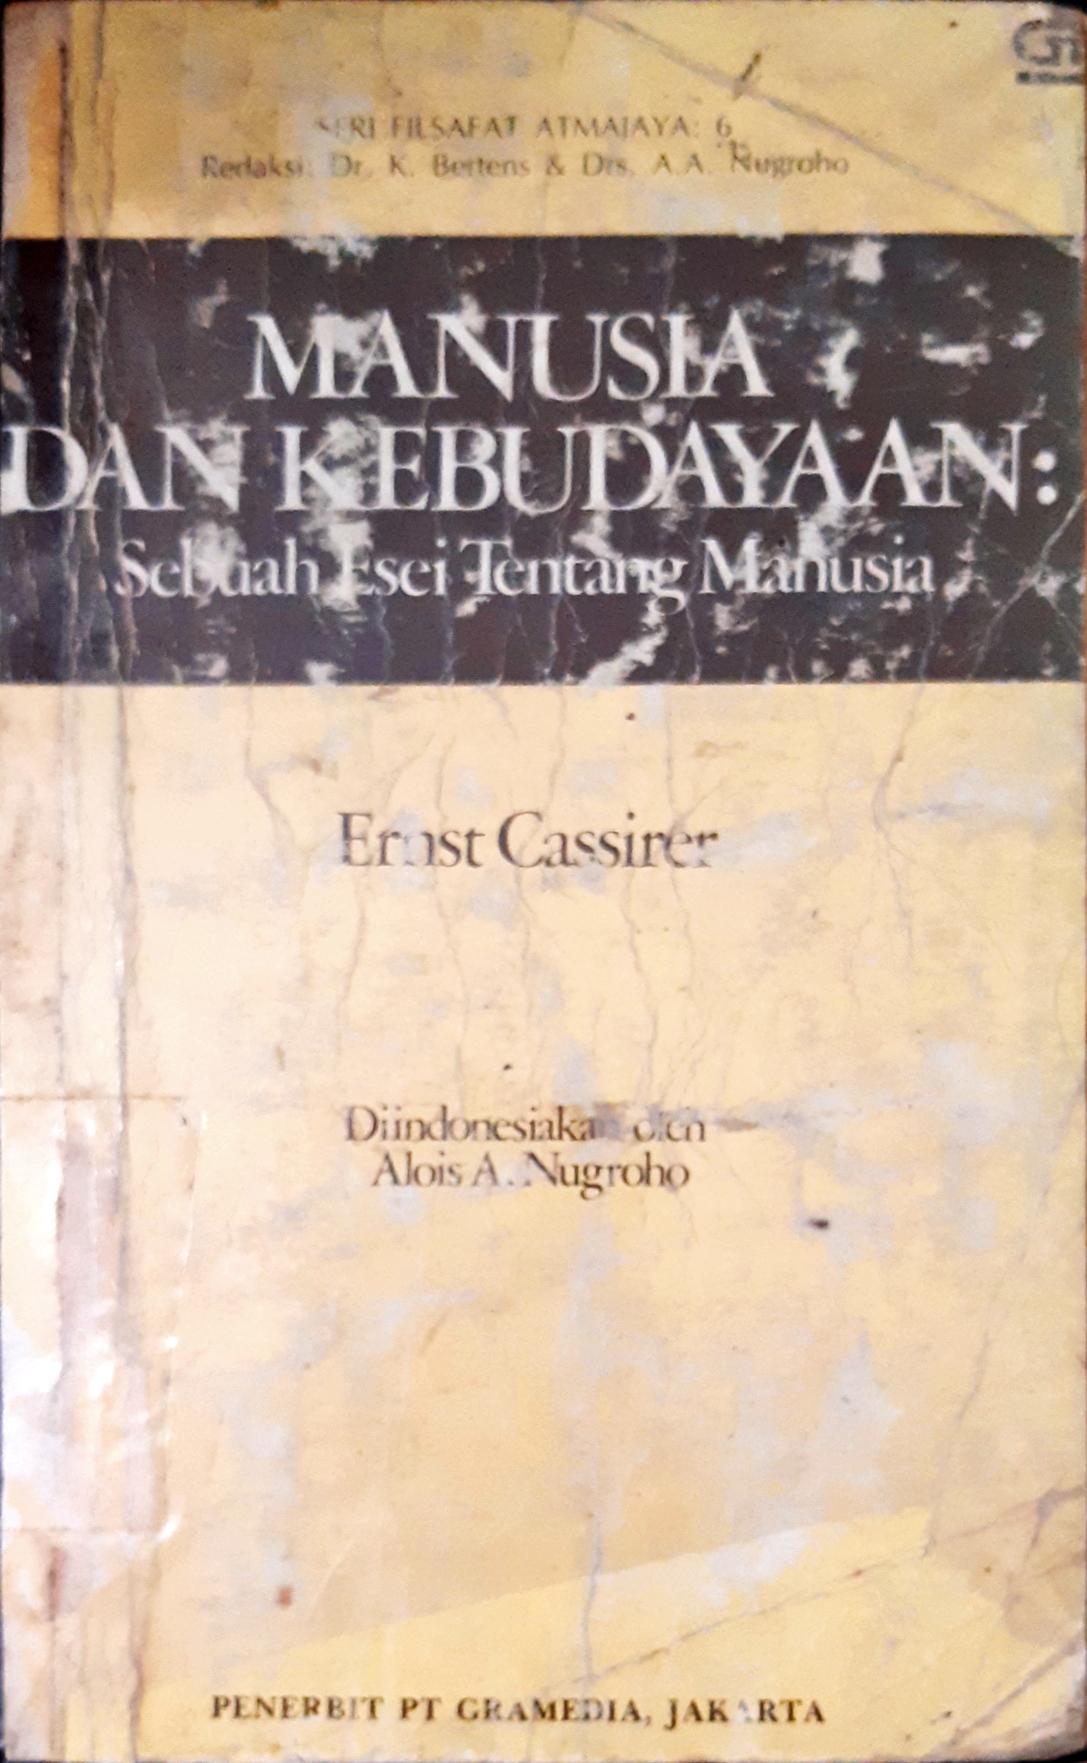 SERI FILSAFAT ATMAJAYA: 6
Redaksi: Dr. K. Bertens & Drs. A.A. Nugroho
MANUSIA
DAN KEBUDAYAAN:
Sebuah Esei Tentang Manusia
Ernst Cassirer
Diindonesiakan oleh
Alois A. Nugroho
PENERBIT PT GRAMEDIA, JAKARTA